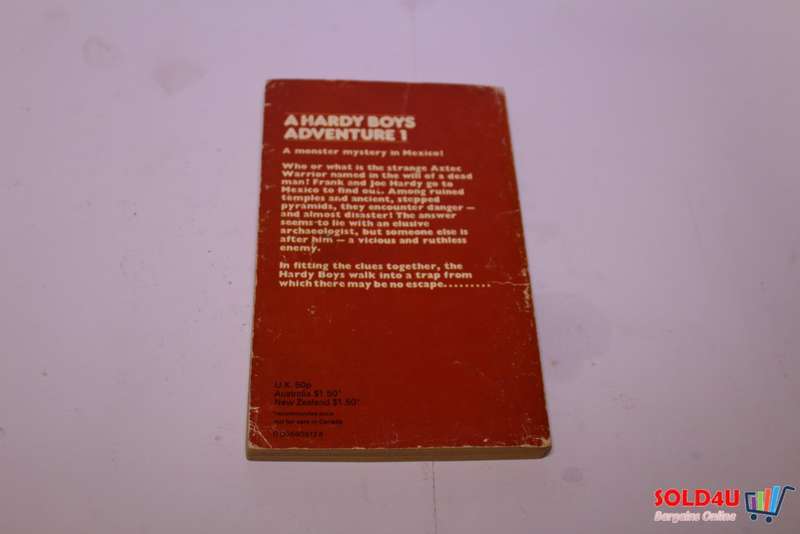 A HARDY BOYS
ADVENTURE 1
A monster mystery in Mexico!
Who or what is the strange Aztec
Warrior named in the will of a dead
man? Frank and Joe Hardy go to
Mexico to find out. Among ruined
temples and ancient, stepped
pyramids, they encounter danger —
and almost disaster! The answer
seems to lie with an elusive
archaeologist, but someone else is
after him — a vicious and ruthless
enemy.
In fitting the clues together, the
Hardy Boys walk into a trap from
which there may be no escape.........
U.K. 50p
Australia $1.50*
New Zealand $1.50*
*recommended price
not for sale in Canada
SOLD4U
Bargains Online